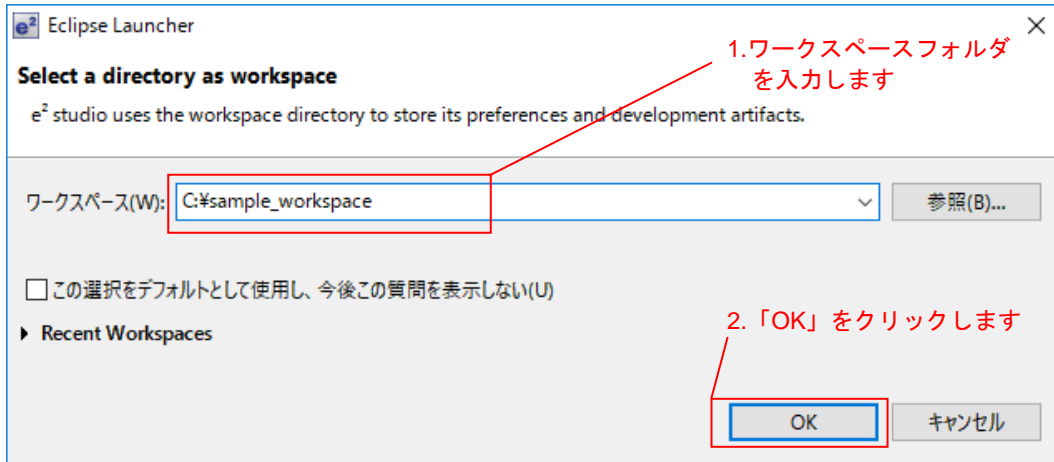 e² Eclipse Launcher
1.ワークスペースフォルダ
を入力します
Select a directory as workspace
e² studio uses the workspace directory to store its preferences and development artifacts.
ワークスペース(W): C:¥sample_workspace 参照(B)...
この選択をデフォルトとして使用し、今後この質問を表示しない(U)
Recent Workspaces
2.「OK」をクリックします
OK キャンセル